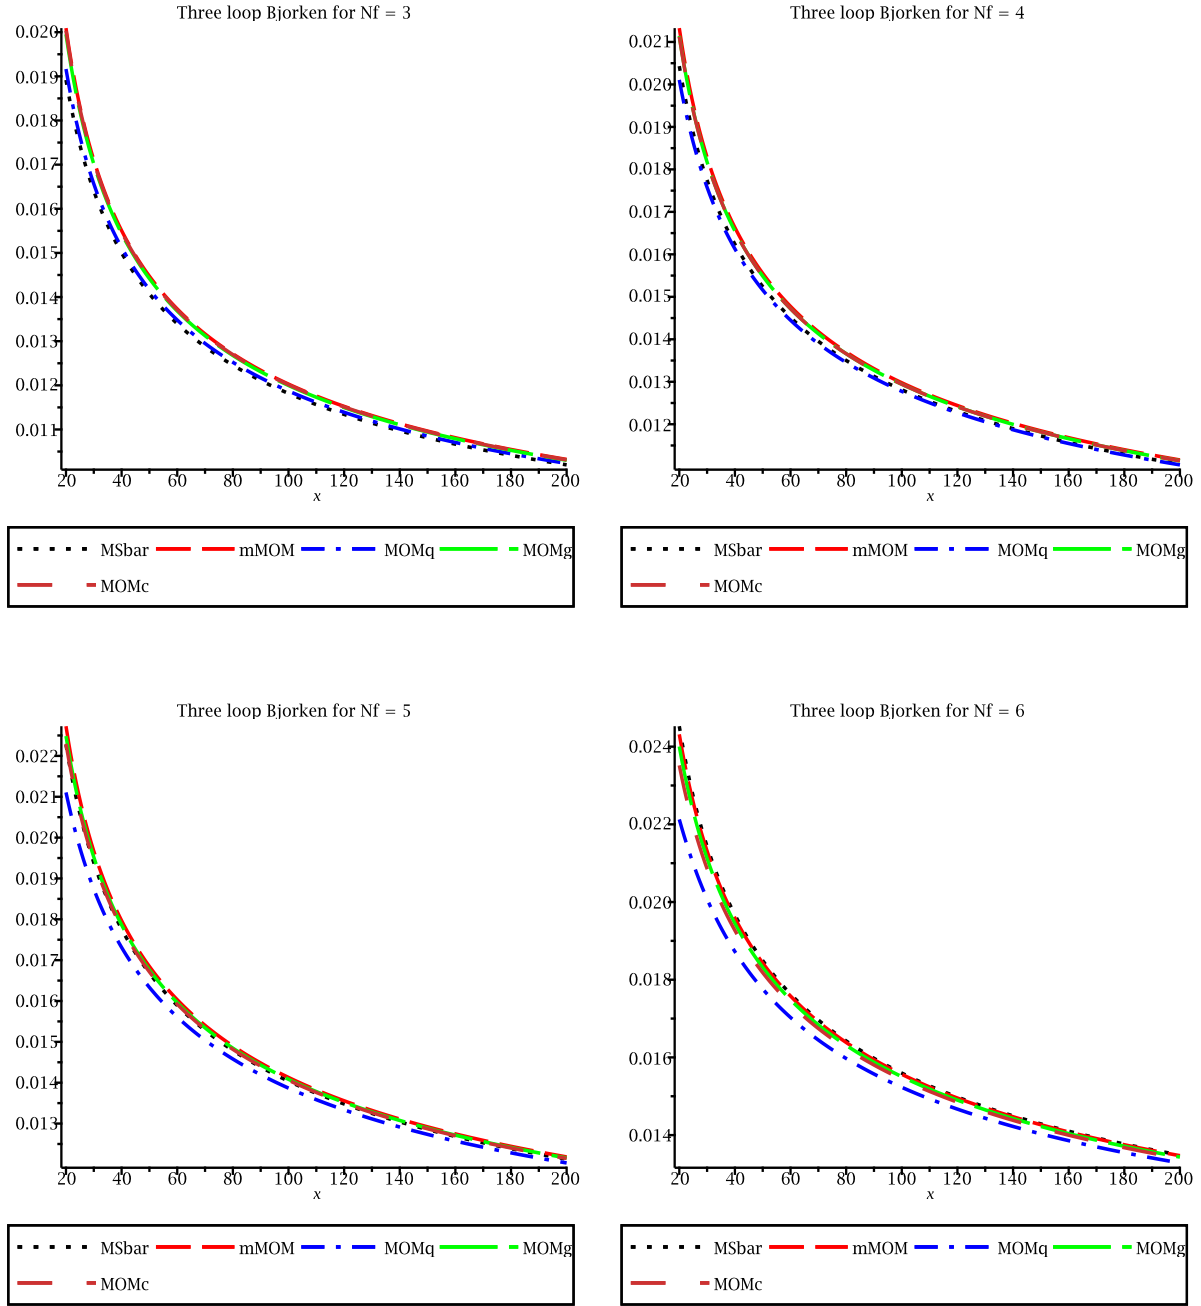 Three loop Bjorken for Nf = 3
0.020
0.019
0.018
0.017
0.016
0.015
0.014
0.013
0.012
0.011
20 40 60 80 100 120 140 160 180 200
x
MSbar mMOM MOMq MOMg
MOMc
Three loop Bjorken for Nf = 4
0.021
0.020
0.019
0.018
0.017
0.016
0.015
0.014
0.013
0.012
20 40 60 80 100 120 140 160 180 200
x
MSbar mMOM MOMq MOMg
MOMc
Three loop Bjorken for Nf = 5
0.022
0.021
0.020
0.019
0.018
0.017
0.016
0.015
0.014
0.013
20 40 60 80 100 120 140 160 180 200
x
MSbar mMOM MOMq MOMg
MOMc
Three loop Bjorken for Nf = 6
0.024
0.022
0.020
0.018
0.016
0.014
20 40 60 80 100 120 140 160 180 200
x
MSbar mMOM MOMq MOMg
MOMc